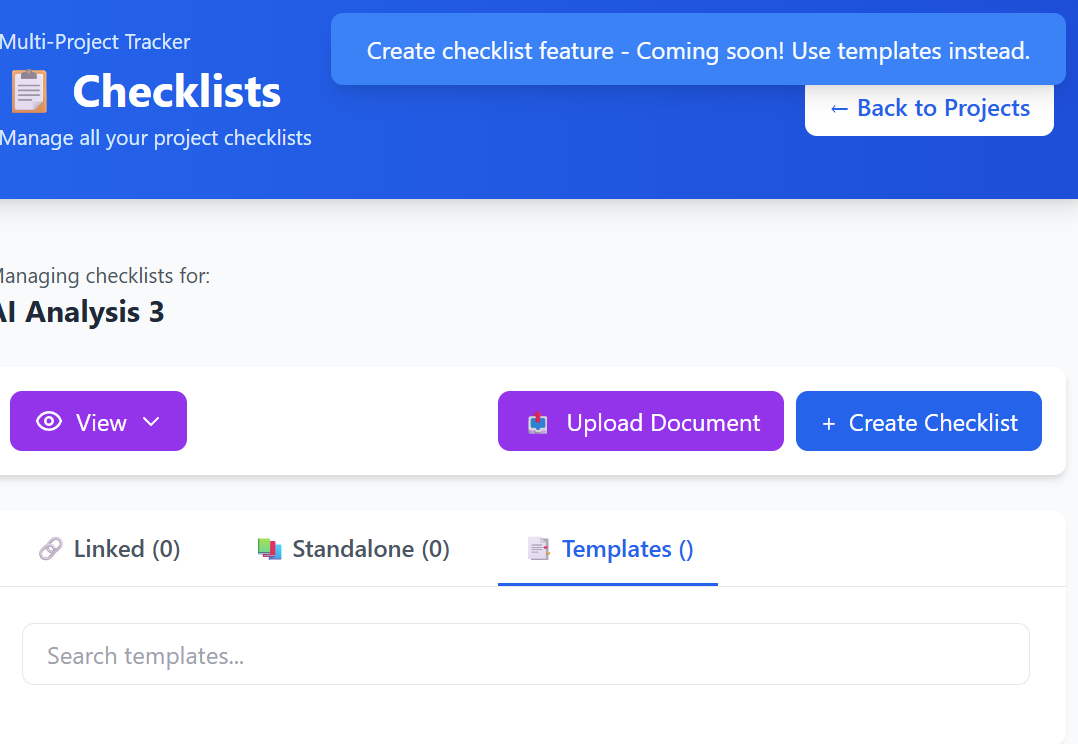 Multi-Project Tracker
Create checklist feature - Coming soon! Use templates instead.
Checklists
← Back to Projects
Manage all your project checklists
Managing checklists for:
AI Analysis 3
View
Upload Document
+ Create Checklist
Linked (0)
Standalone (0)
Templates ()
Search templates...